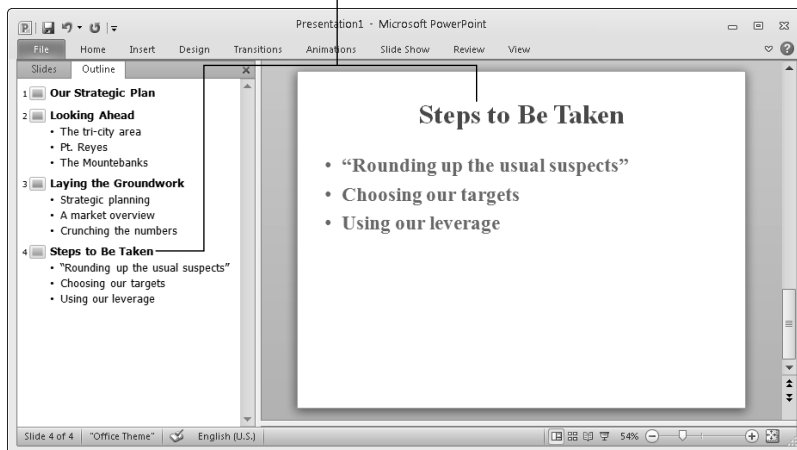 Presentation1 - Microsoft PowerPoint
File Home Insert Design Transitions Animations Slide Show Review View
Slides Outline
1 Our Strategic Plan
2 Looking Ahead
• The tri-city area
• Pt. Reyes
• The Mountebanks
3 Laying the Groundwork
• Strategic planning
• A market overview
• Crunching the numbers
4 Steps to Be Taken
• "Rounding up the usual suspects"
• Choosing our targets
• Using our leverage
Steps to Be Taken
• “Rounding up the usual suspects”
• Choosing our targets
• Using our leverage
Slide 4 of 4 "Office Theme" English (U.S.) 54%